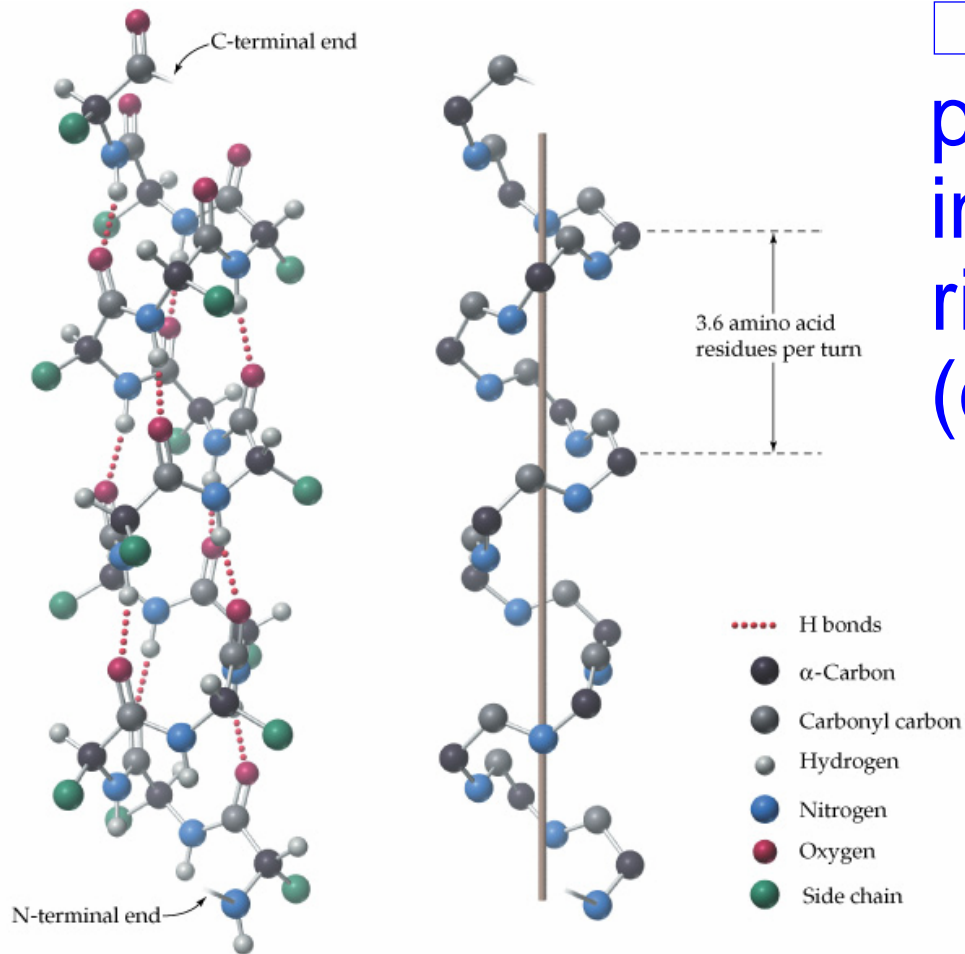 C-terminal end
3.6 amino acid
residues per turn
H bonds
α-Carbon
Carbonyl carbon
Hydrogen
Nitrogen
Oxygen
Side chain
N-terminal end